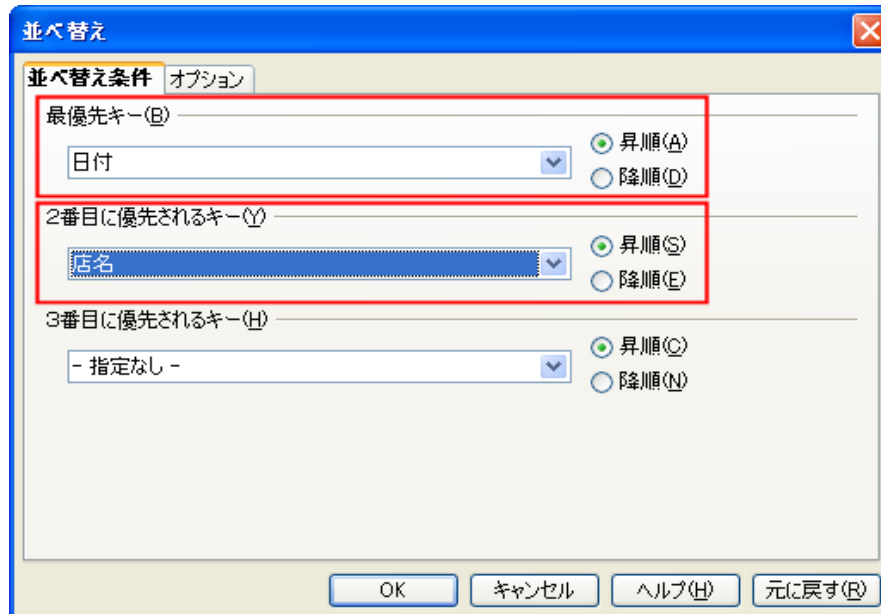 並べ替え
並べ替え条件 オプション
最優先キー(B)
日付
昇順(A)
降順(D)
2番目に優先されるキー(Y)
店名
昇順(S)
降順(E)
3番目に優先されるキー(H)
- 指定なし -
昇順(C)
降順(N)
OK キャンセル ヘルプ(H) 元に戻す(R)